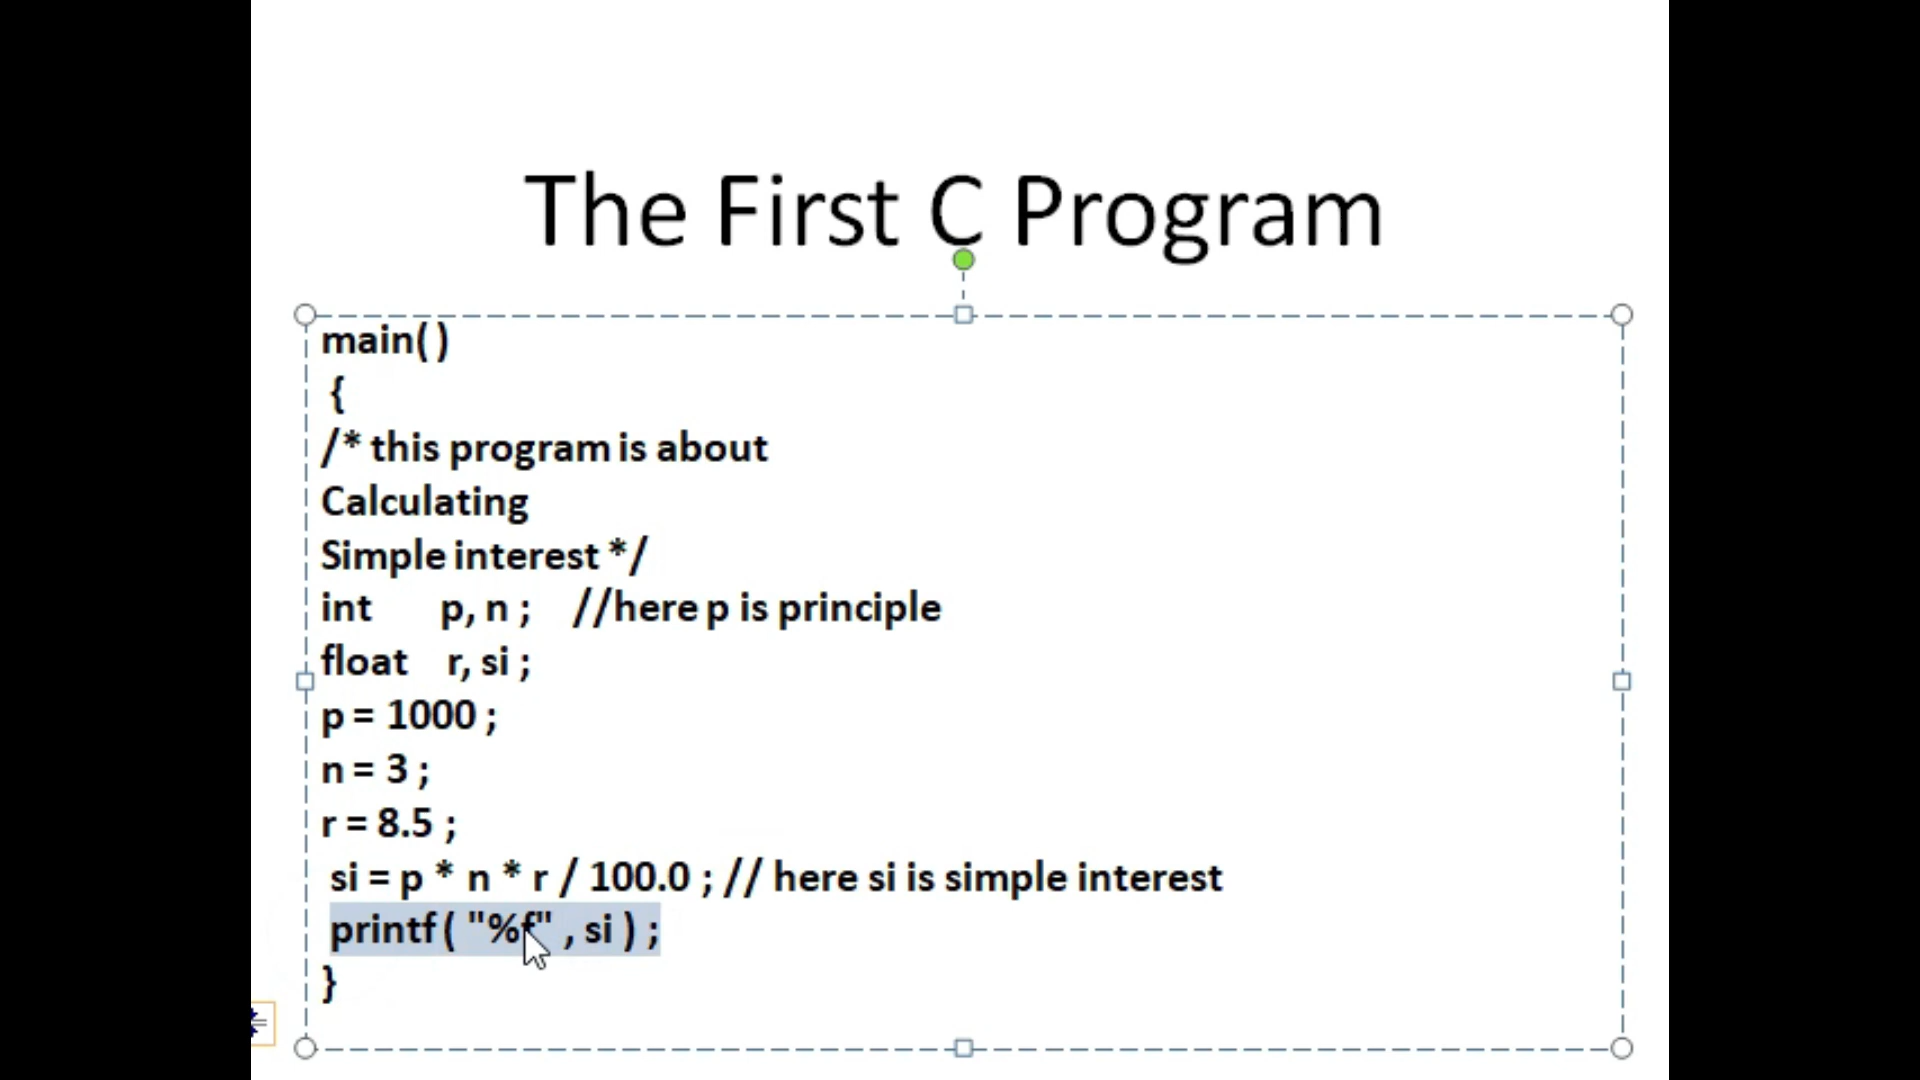 The First C Program
main( )
{
/* this program is about
Calculating
Simple interest */
int p, n ; //here p is principle
float r, si ;
p = 1000 ;
n = 3 ;
r = 8.5 ;
si = p * n * r / 100.0 ; // here si is simple interest
printf ( "%f" , si ) ;
}